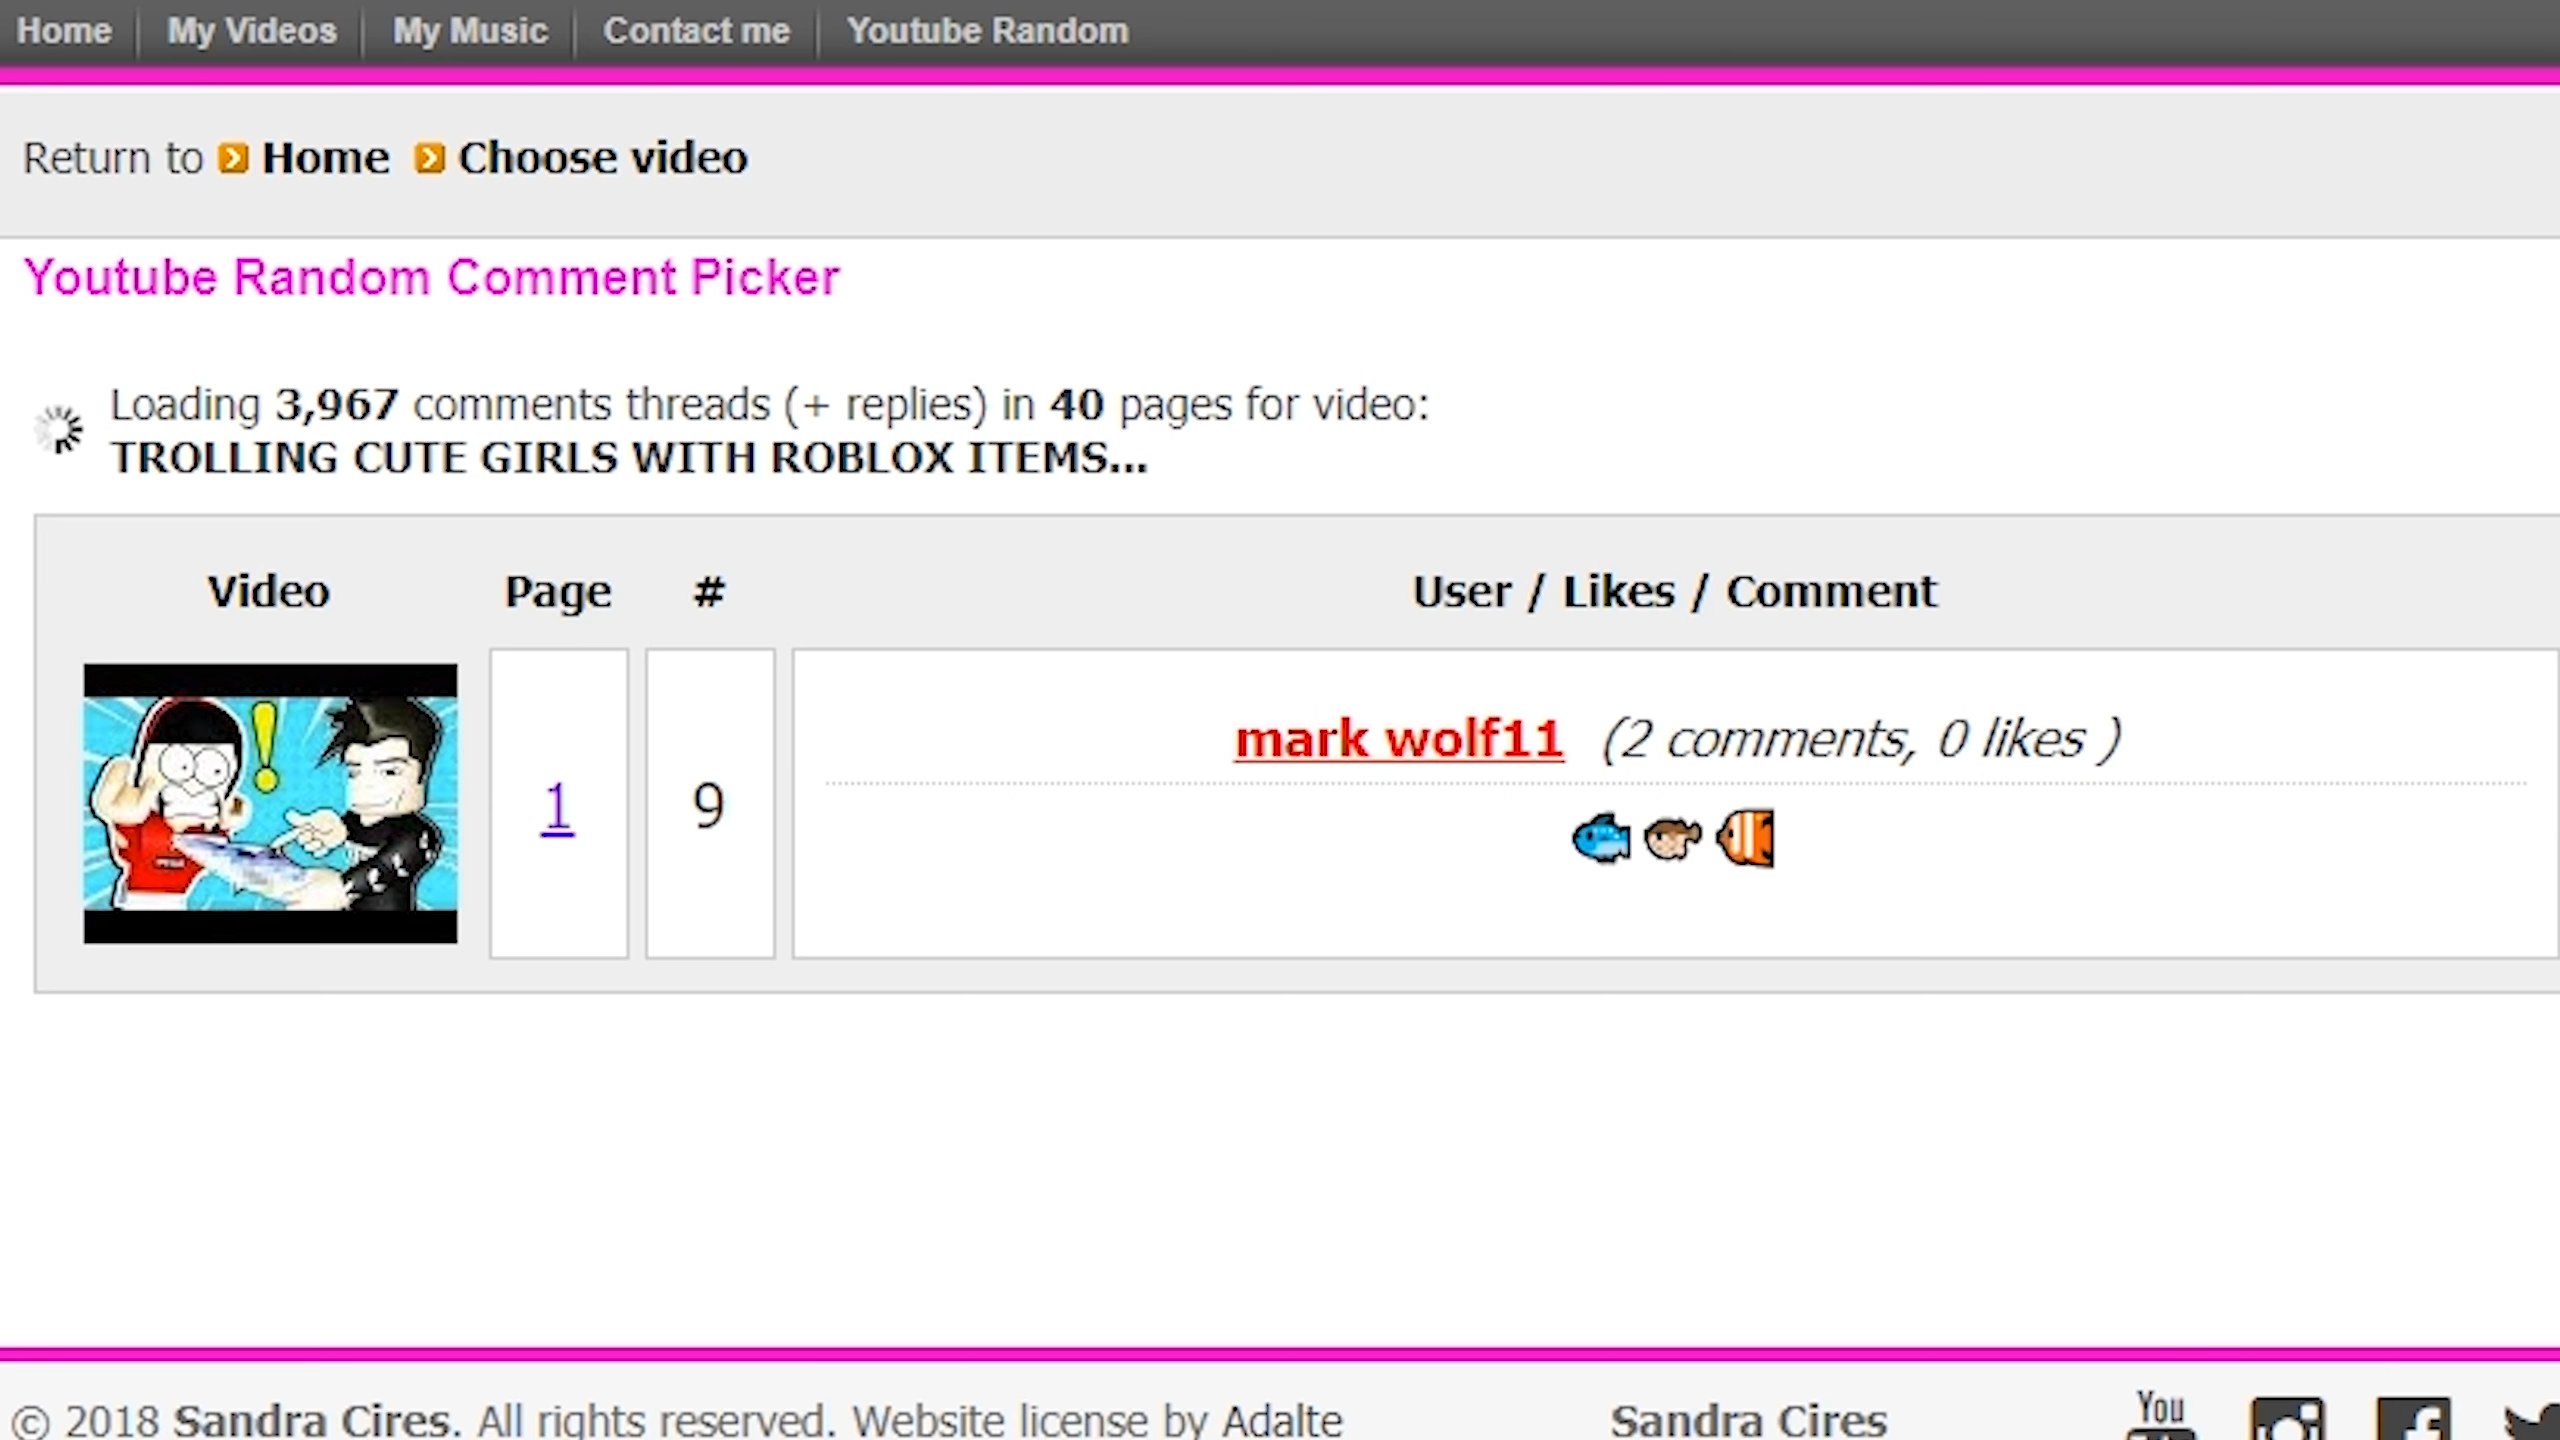 Home My Videos My Music Contact me Youtube Random
Return to Home Choose video
Youtube Random Comment Picker
Loading 3,967 comments threads (+ replies) in 40 pages for video:
TROLLING CUTE GIRLS WITH ROBLOX ITEMS...
Video Page # User / Likes / Comment
mark wolf11 (2 comments, 0 likes )
1 9
© 2018 Sandra Cires. All rights reserved. Website license by Adalte
Sandra Cires
You